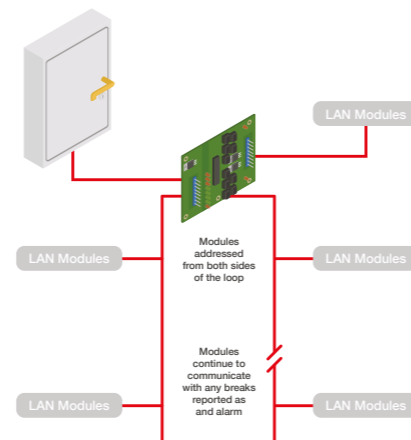 LAN Modules
Modules
addressed
from both sides
of the loop
LAN Modules
LAN Modules
Modules
continue to
communicate
with any breaks
reported as
and alarm
LAN Modules
LAN Modules